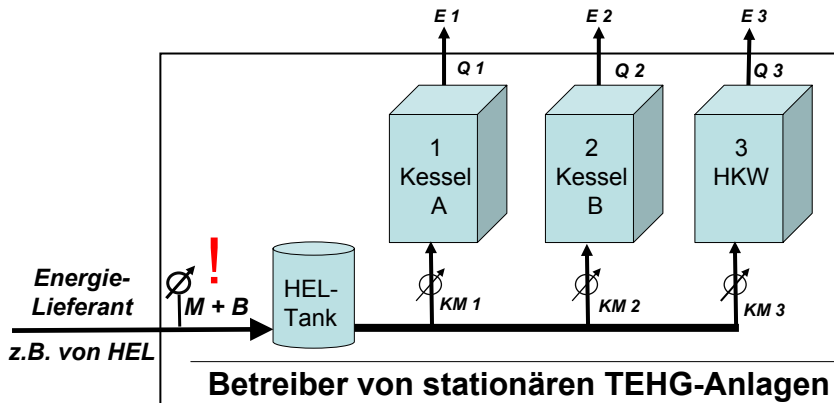 E 1
E 2
E 3
Q 1
Q 2
Q 3
1
Kessel
A
2
Kessel
B
3
HKW
!
Energie-
Lieferant
M + B
HEL-
Tank
KM 1
KM 2
KM 3
z.B. von HEL
Betreiber von stationären TEHG-Anlagen